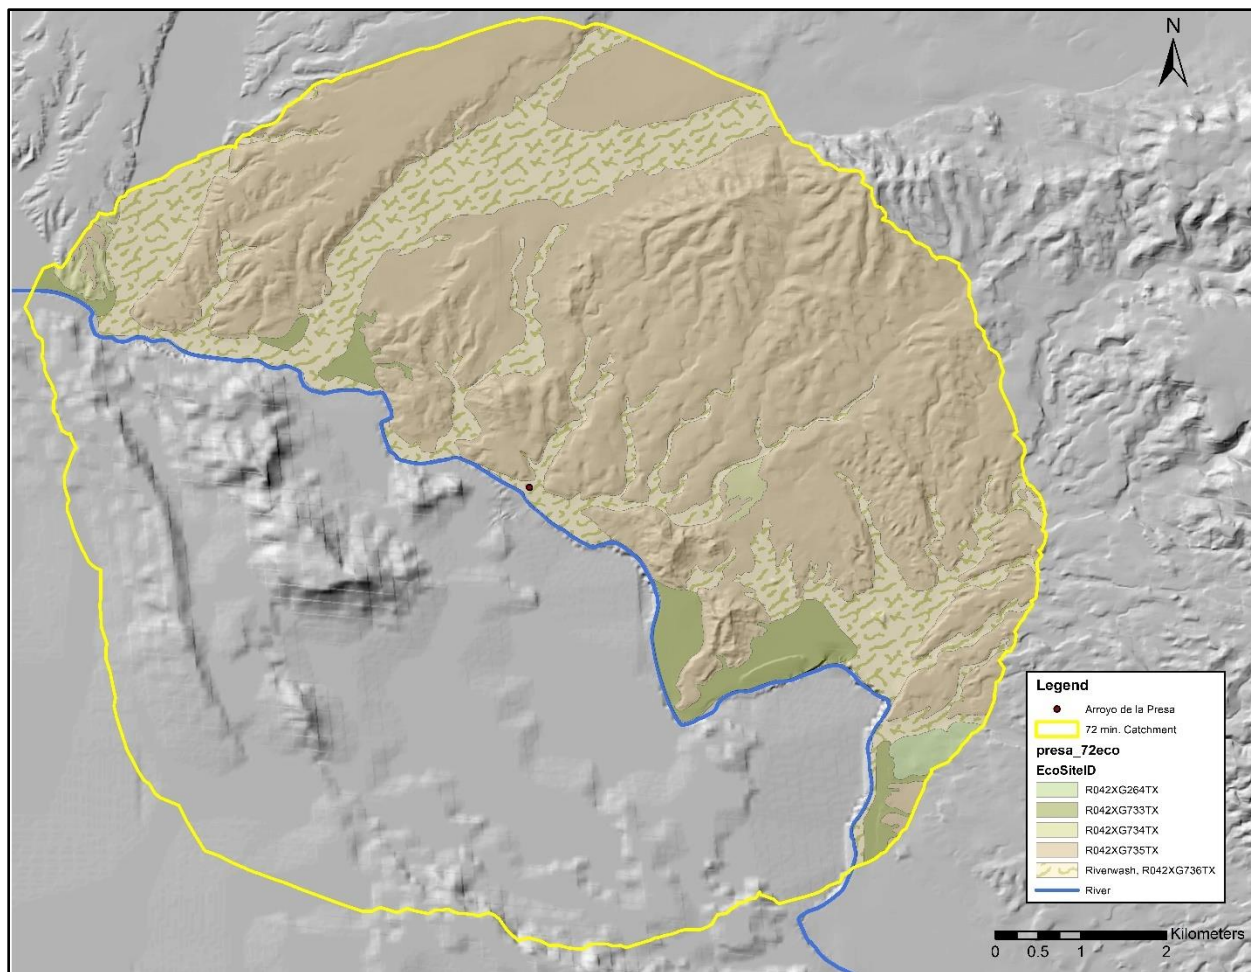 N
Legend
Arroyo de la Presa
72 min. Catchment
presa_72eco
EcoSiteID
R042XG264TX
R042XG733TX
R042XG734TX
R042XG735TX
Riverwash, R042XG736TX
River
Kilometers
0 0.5 1 2